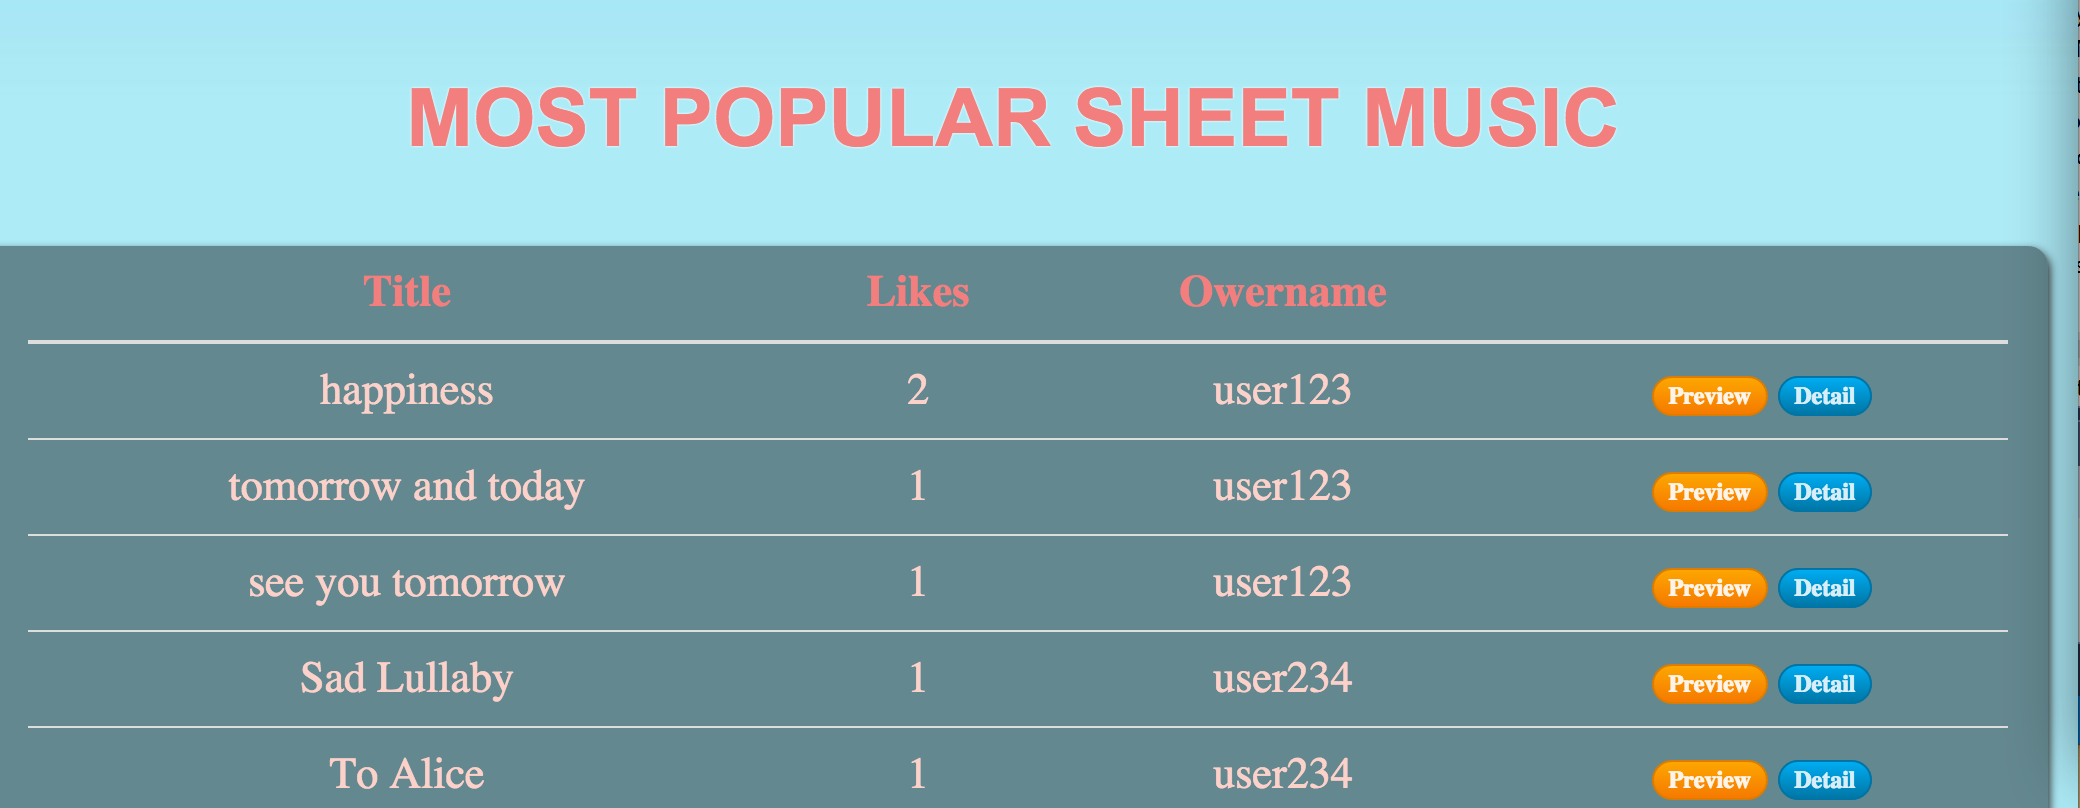 MOST POPULAR SHEET MUSIC
Title Likes Owername
happiness 2 user123 Preview Detail
tomorrow and today 1 user123 Preview Detail
see you tomorrow 1 user123 Preview Detail
Sad Lullaby 1 user234 Preview Detail
To Alice 1 user234 Preview Detail